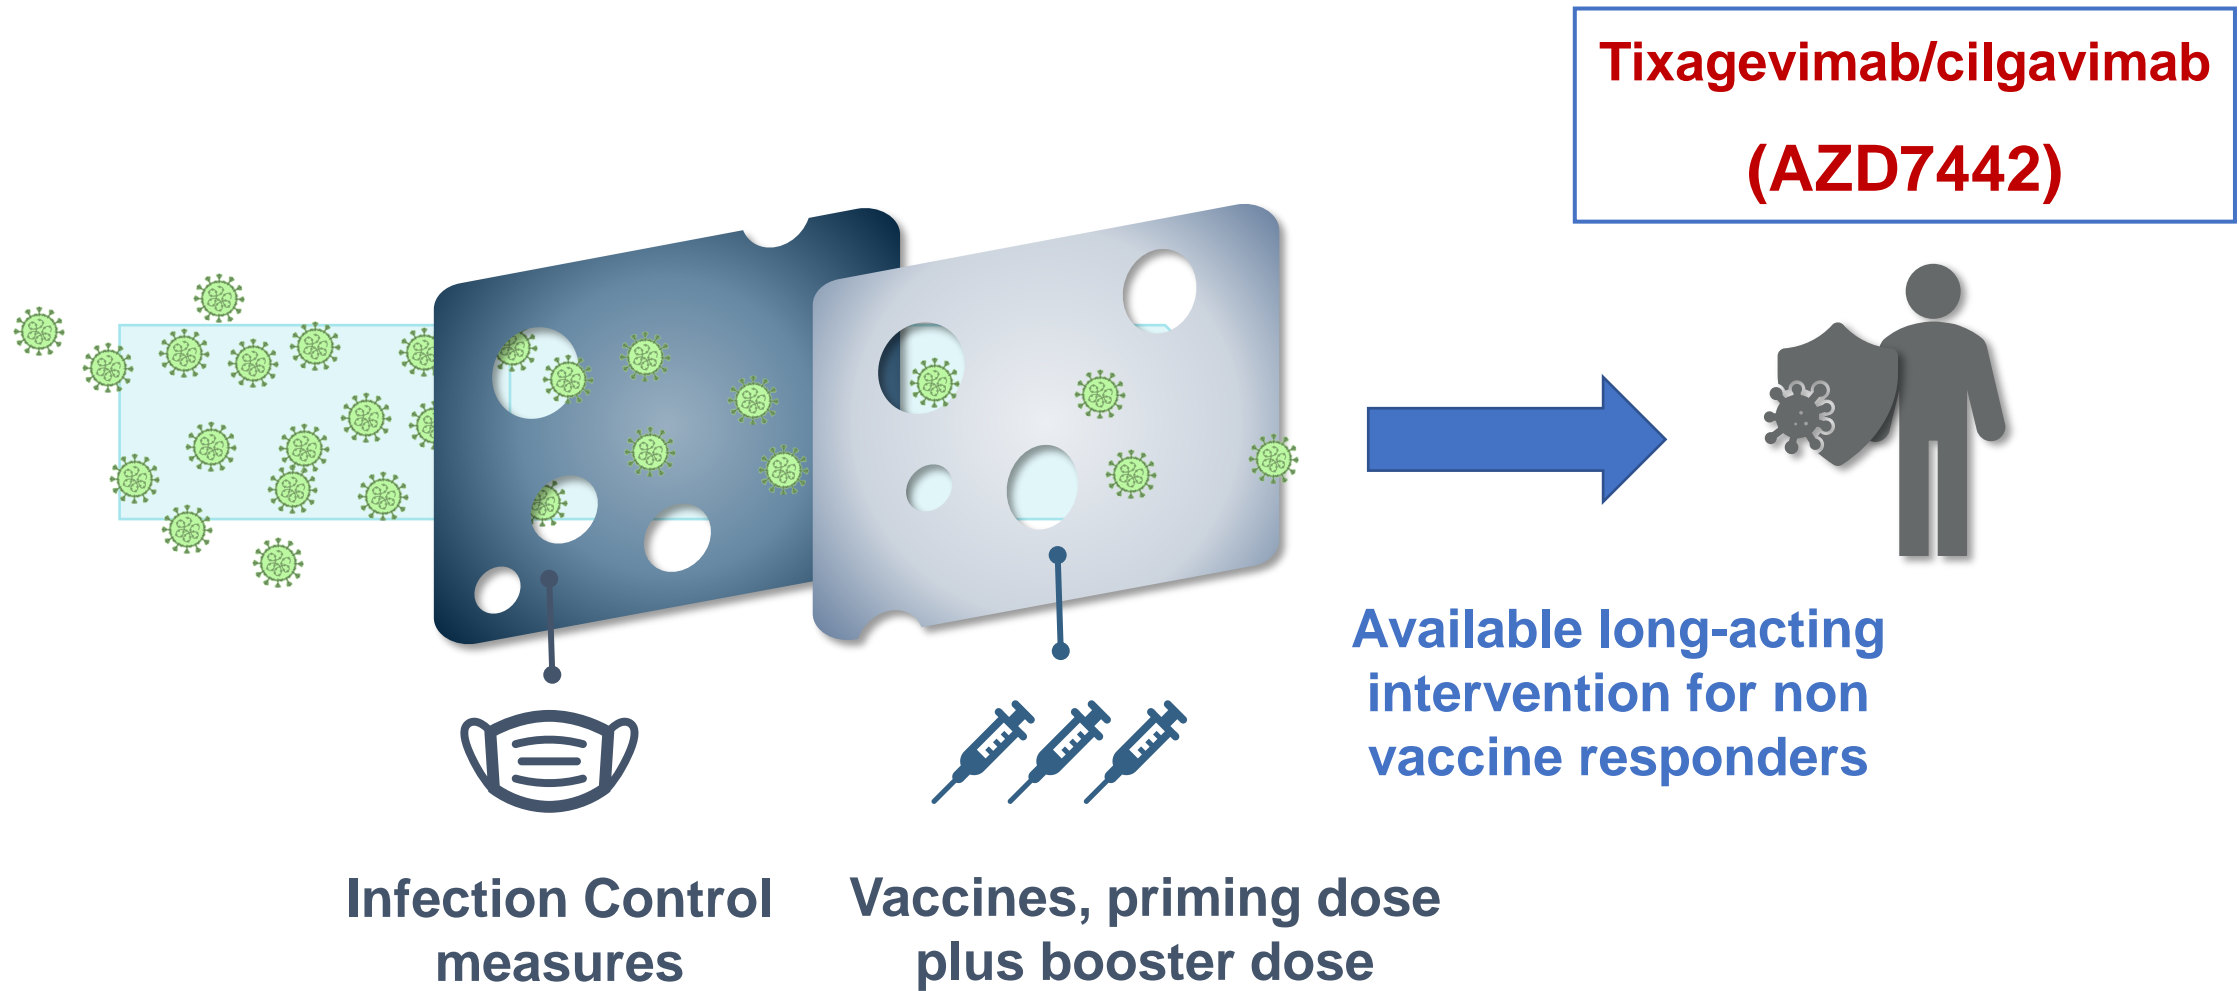 Tixagevimab/cilgavimab
(AZD7442)
Available long-acting
intervention for non
vaccine responders
Infection Control
measures
Vaccines, priming dose
plus booster dose